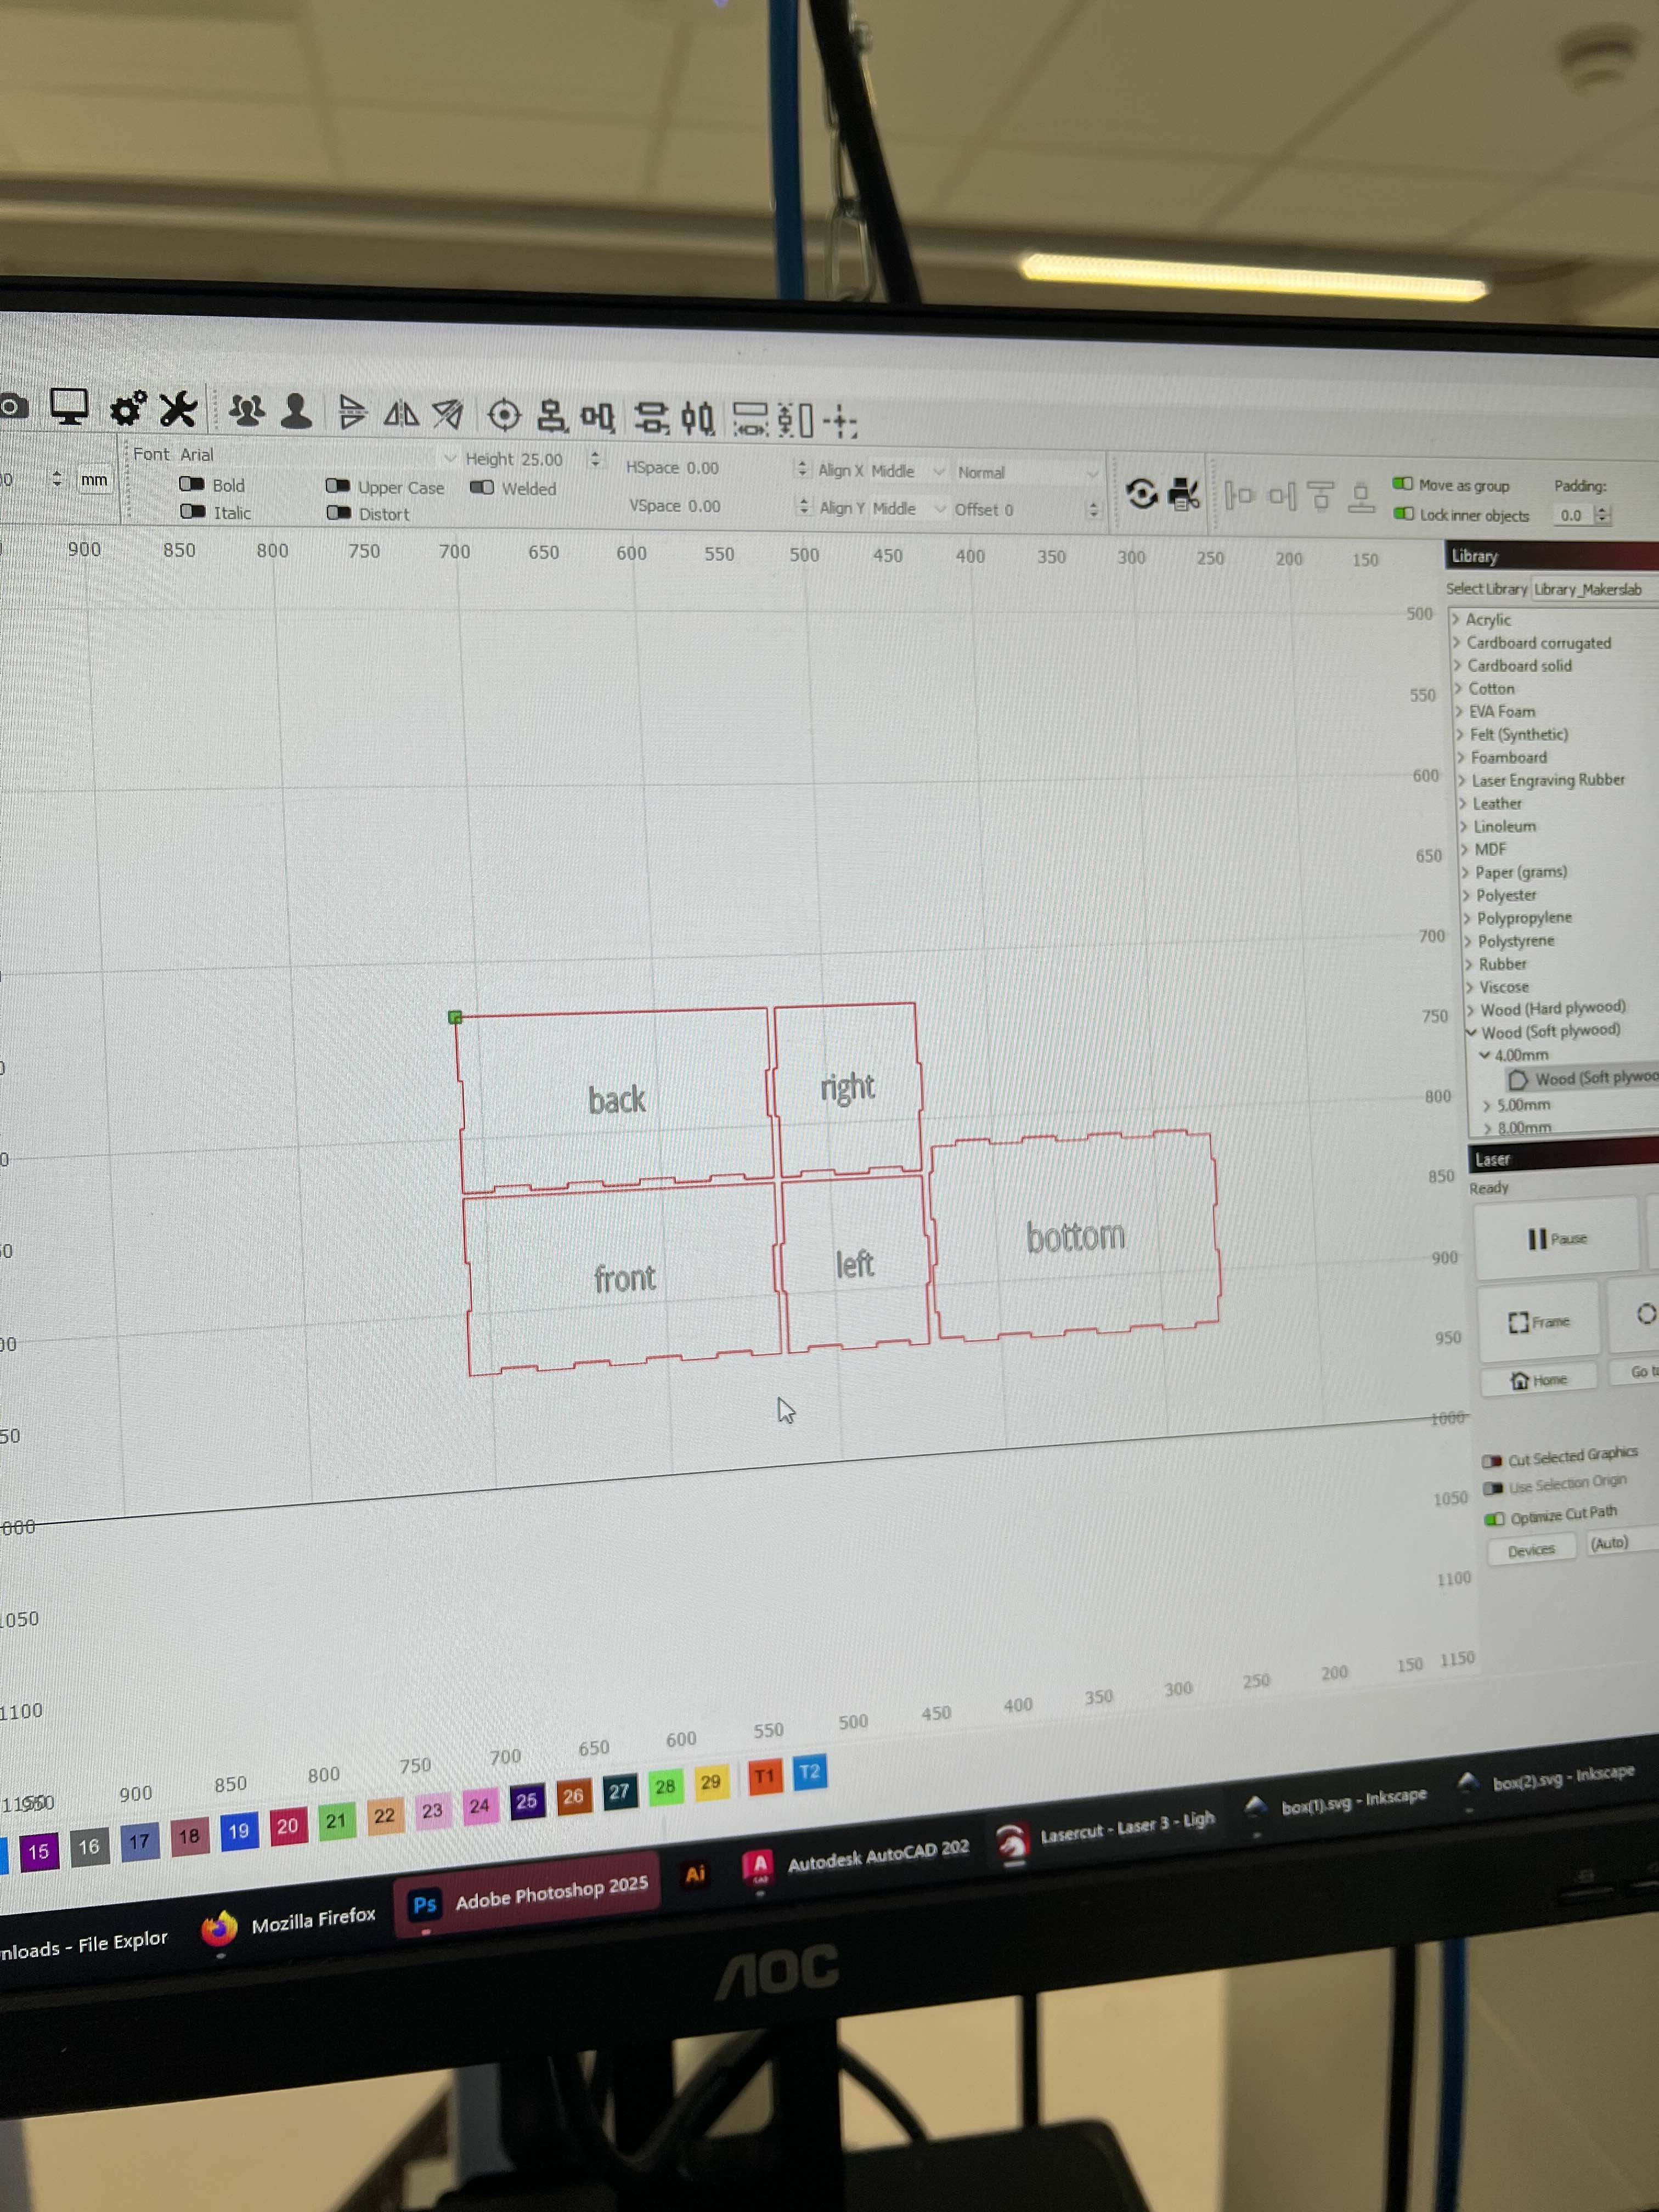 mm
Font Arial
Height 25.00
HSpace 0.00
Align X Middle
Normal
Bold
Upper Case
Welded
Italic
Distort
VSpace 0.00
Align Y Middle
Offset 0
Move as group
Padding:
Lock inner objects
0.0
900 850 800 750 700 650 600 550 500 450 400 350 300 250 200 150
Library
Select Library Library_Makerslab
Acrylic
Cardboard corrugated
Cardboard solid
Cotton
EVA Foam
Felt (Synthetic)
Foamboard
Laser Engraving Rubber
Leather
Linoleum
MDF
Paper (grams)
Polyester
Polypropylene
Polystyrene
Rubber
Viscose
Wood (Hard plywood)
Wood (Soft plywood)
4.00mm
Wood (Soft plywoo
5.00mm
8.00mm
500
550
600
650
700
750
800
850
900
950
1000
1050
1100
1150
back
right
front
left
bottom
Laser
Ready
Pause
Frame
Home
Go t
Cut Selected Graphics
Use Selection Origin
Optimize Cut Path
Devices
(Auto)
50
000
1050
1100
900 850 800 750 700 650 600 550 500 450 400 350 300 250 200 150
15 16 17 18 19 20 21 22 23 24 25 26 27 28 29 T1 T2
nloads - File Explor
Mozilla Firefox
Ps Adobe Photoshop 2025
Ai
A CAD Autodesk AutoCAD 202
Lasercut - Laser 3 - Ligh
box(1).svg - Inkscape
box(2).svg - Inkscape
AOC